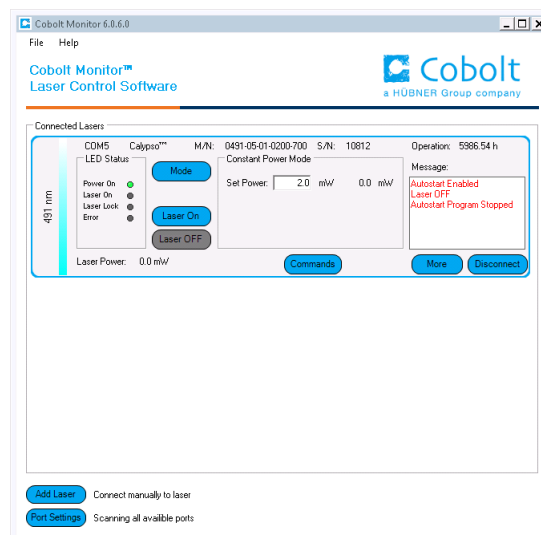 Cobolt Monitor 6.0.6.0
File Help
Cobolt Monitor™
Laser Control Software
Cobolt
a HÜBNER Group company
Connected Lasers
COM5 Calypso™ M/N: 0491-05-01-0200-700 S/N: 10812 Operation: 5986.54 h
LED Status
Power On
Laser On
Laser Lock
Error
Mode
Laser On
Laser OFF
Constant Power Mode
Set Power: 2.0 mW 0.0 mW
Message:
Autostart Enabled
Laser OFF
Autostart Program Stopped
491 nm
Laser Power: 0.0 mW
Commands
More
Disconnect
Add Laser Connect manually to laser
Port Settings Scanning all availible ports